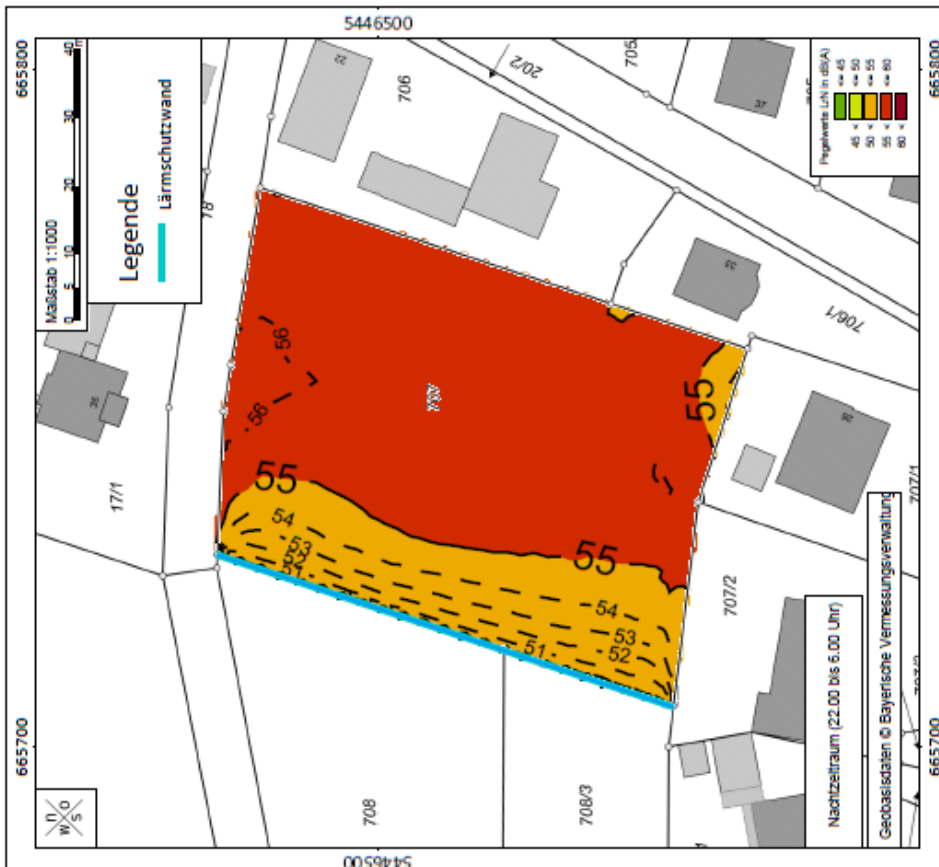 5446500
665800
665800
Maßstab 1:1000
0 5 10 20 30 40
m
Legende
Lärmschutzwand
Pegelwerte LrN in dB(A)
<= 45
45 < <= 50
50 < <= 55
55 < <= 60
60 <
22
706
20/2
705
37
18
35
17/1
707
33
706/1
56
56
55
55
55
54
53
52
51
54
53
52
51
707/1
707/2
708
708/3
Nachtzeitraum (22.00 bis 6.00 Uhr)
Geobasisdaten © Bayerische Vermessungsverwaltung
665700
665700
n
w o
s
5446500